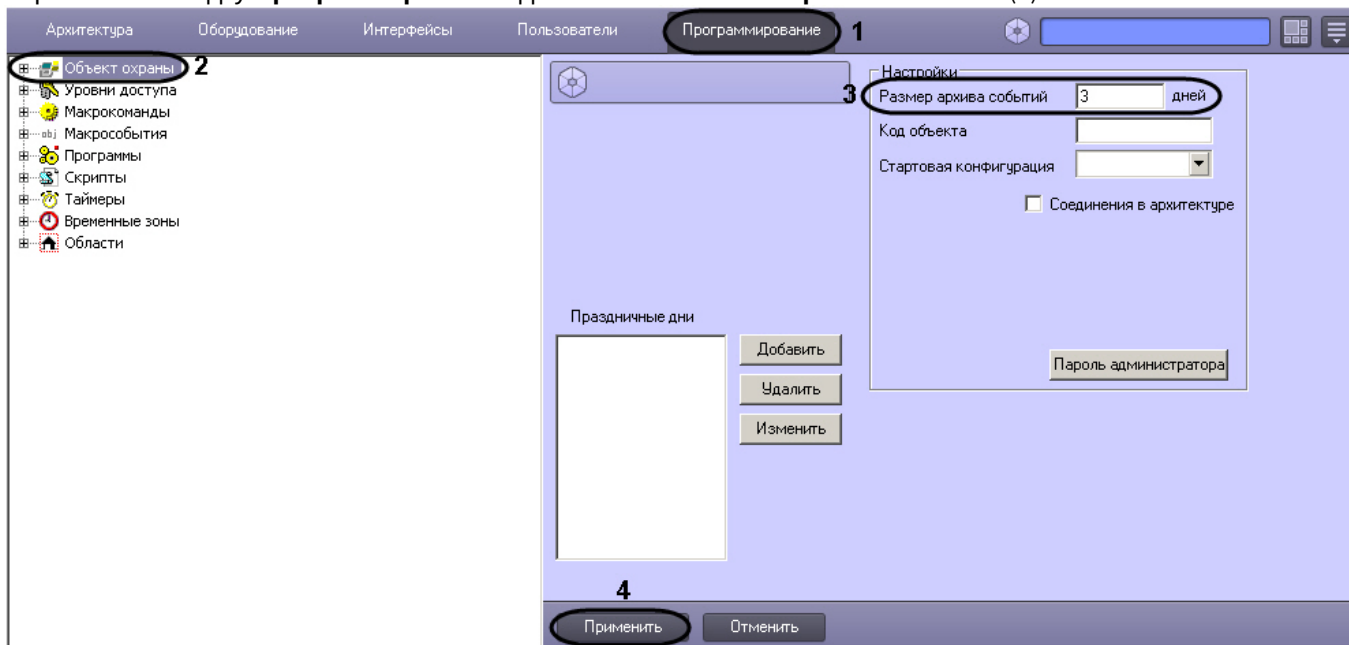 Архитектура Оборудование Интерфейсы Пользователи Программирование 1
Объект охраны 2
Уровни доступа
Макрокоманды
obj Макрособытия
Программы
Скрипты
Таймеры
Временные зоны
Области
Настройки
3 Размер архива событий 3 дней
Код объекта
Стартовая конфигурация
Соединения в архитектуре
Пароль администратора
Праздничные дни
Добавить
Удалить
Изменить
4
Применить Отменить